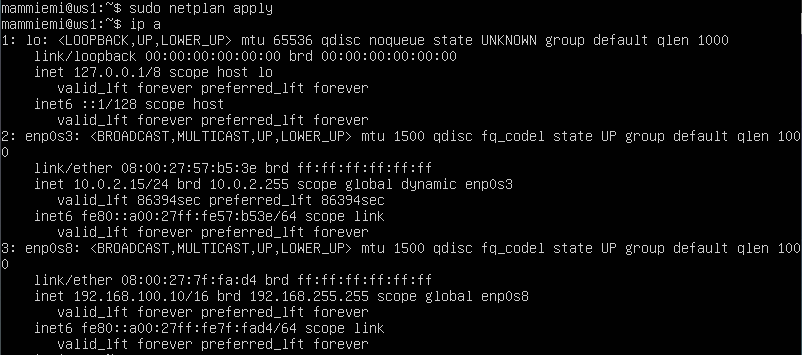 mammiemi@ws1:~$ sudo netplan apply
mammiemi@ws1:~$ ip a
1: lo: <LOOPBACK,UP,LOWER_UP> mtu 65536 qdisc noqueue state UNKNOWN group default qlen 1000
    link/loopback 00:00:00:00:00:00 brd 00:00:00:00:00:00
    inet 127.0.0.1/8 scope host lo
       valid_lft forever preferred_lft forever
    inet6 ::1/128 scope host
       valid_lft forever preferred_lft forever
2: enp0s3: <BROADCAST,MULTICAST,UP,LOWER_UP> mtu 1500 qdisc fq_codel state UP group default qlen 100
0
    link/ether 08:00:27:57:b5:3e brd ff:ff:ff:ff:ff:ff
    inet 10.0.2.15/24 brd 10.0.2.255 scope global dynamic enp0s3
       valid_lft 86394sec preferred_lft 86394sec
    inet6 fe80::a00:27ff:fe57:b53e/64 scope link
       valid_lft forever preferred_lft forever
3: enp0s8: <BROADCAST,MULTICAST,UP,LOWER_UP> mtu 1500 qdisc fq_codel state UP group default qlen 100
0
    link/ether 08:00:27:7f:fa:d4 brd ff:ff:ff:ff:ff:ff
    inet 192.168.100.10/16 brd 192.168.255.255 scope global enp0s8
       valid_lft forever preferred_lft forever
    inet6 fe80::a00:27ff:fe7f:fad4/64 scope link
       valid_lft forever preferred_lft forever